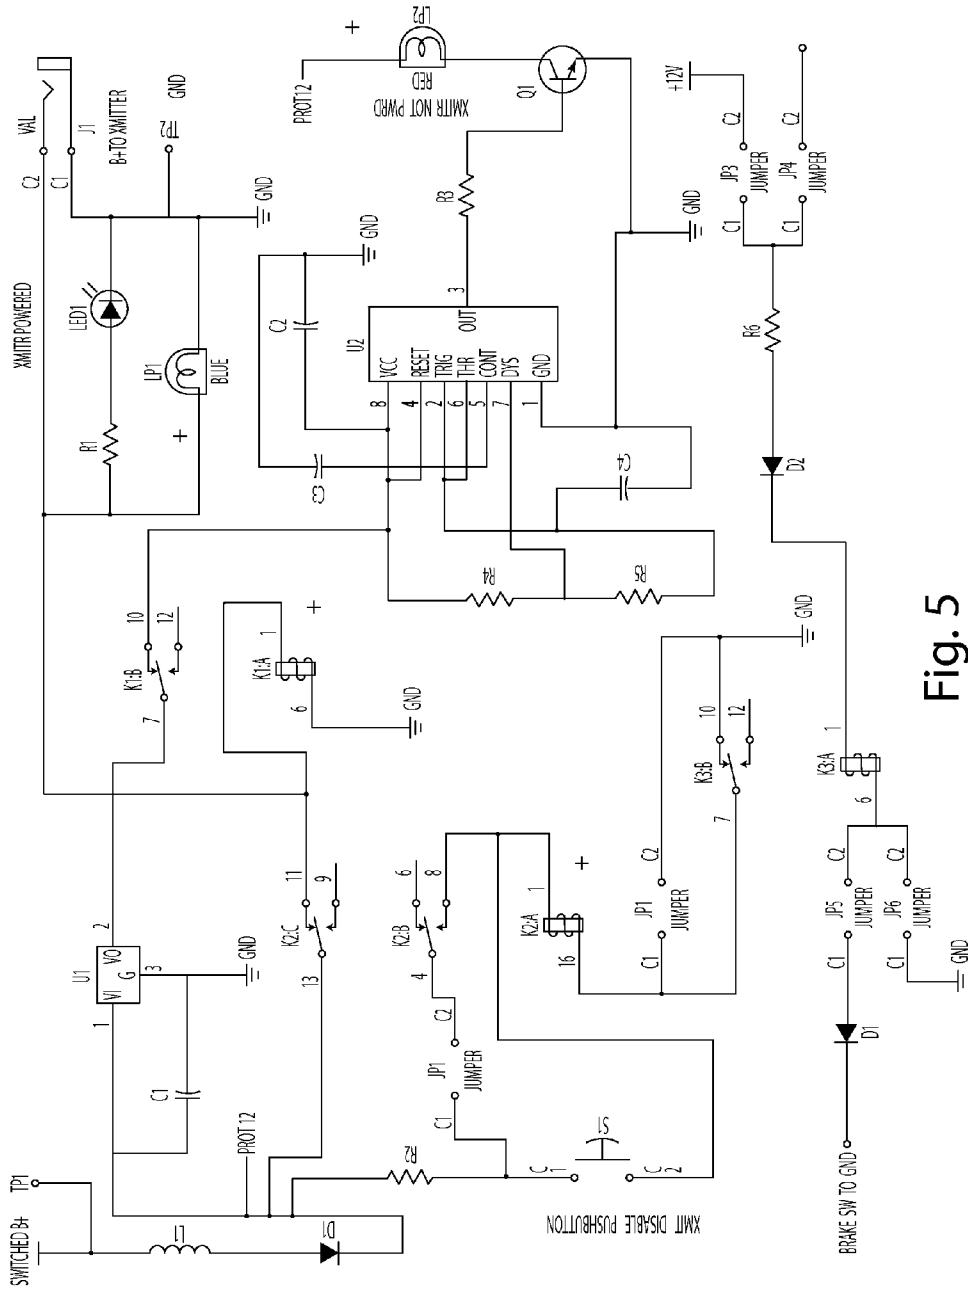 SWITCHED B+
TP1
L1
D1
PROT 12
C1
1
VI
U1
VO
G
2
3
GND
XMITR POWERED
R1
LED1
+
LP1
BLUE
GND
C2
C1
VAL
J1
B+ TO XMITTER
TP2
GND
7
K1:B
10
12
13
K2:C
11
9
6
K1:A
1
+
GND
R2
XMIT DISABLE PUSHBUTTON
C
1
S1
C
2
C1
JP1
JUMPER
C2
4
K2:B
6
8
16
K2:A
1
+
C1
JP1
JUMPER
C2
7
K3:B
10
12
GND
C3
C2
GND
R4
R5
C4
8
4
2
6
5
7
1
U2
VCC
RESET
TRIG
THR
CONT
DYS
GND
OUT
3
R3
GND
Q1
PROT12
+
LP2
RED
XMITR NOT PWRD
BRAKE SW TO GND
D1
C1
JP5
JUMPER
C2
C1
JP6
JUMPER
C2
GND
6
K3:A
1
D2
R6
C1
JP3
JUMPER
C2
+12V
C1
JP4
JUMPER
C2
Fig. 5